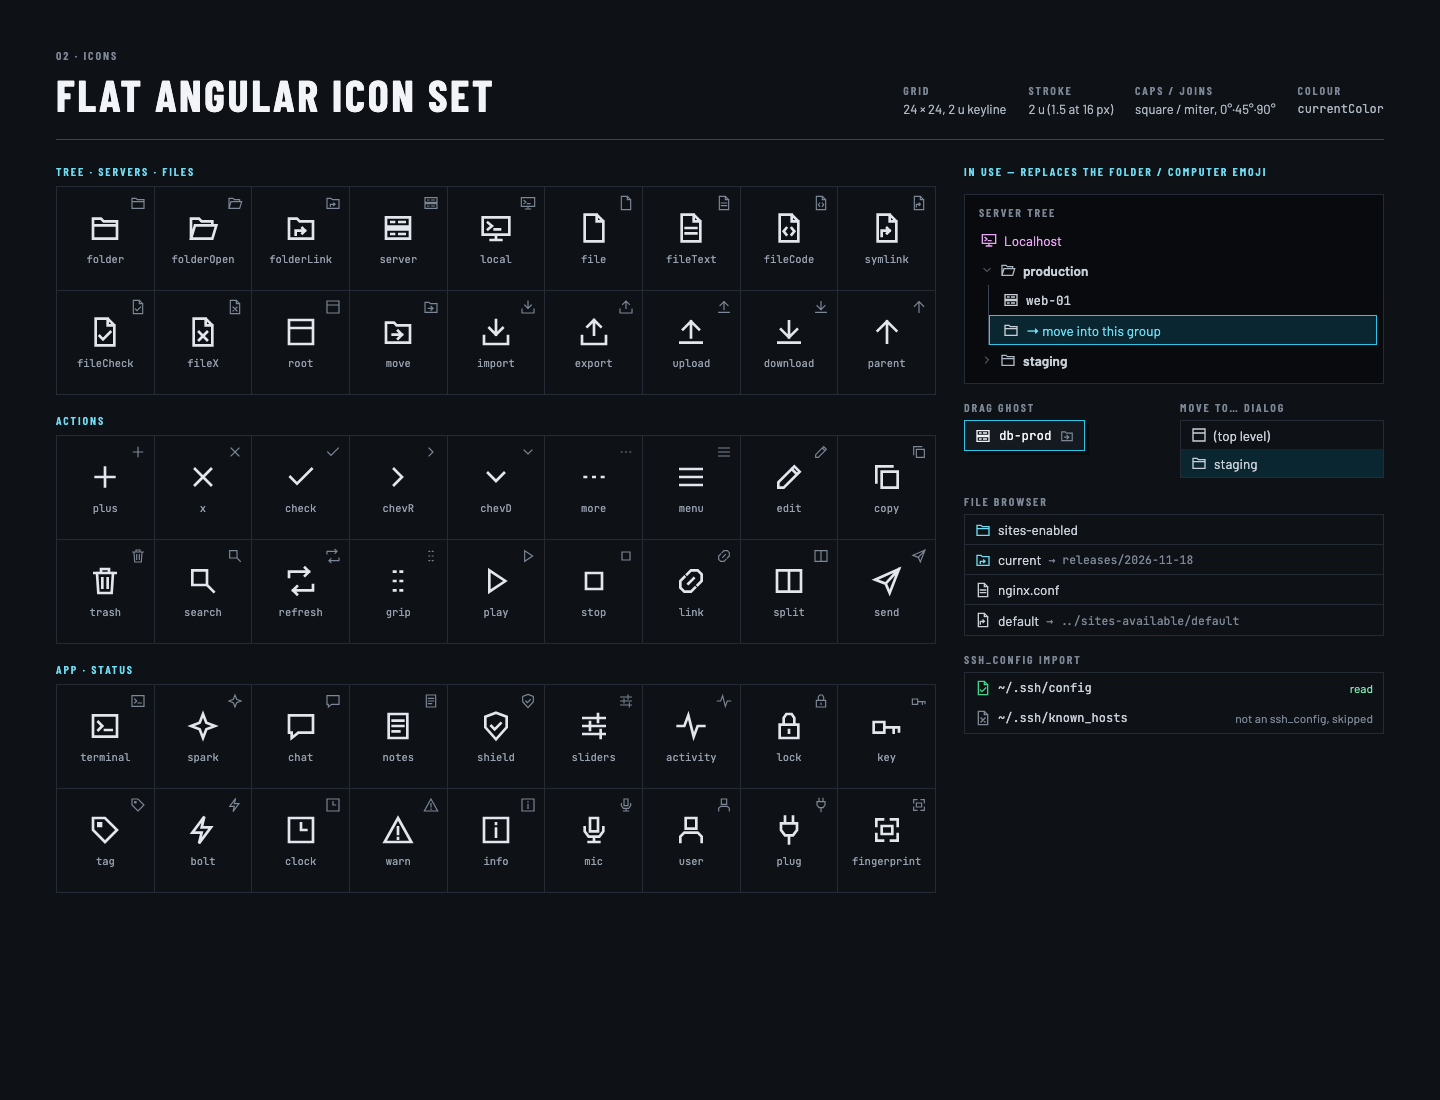 02 · ICONS
FLAT ANGULAR ICON SET
GRID
24 × 24, 2 u keyline
STROKE
2 u (1.5 at 16 px)
CAPS / JOINS
square / miter, 0°·45°·90°
COLOUR
currentColor
TREE · SERVERS · FILES
folder
folderOpen
folderLink
server
local
file
fileText
fileCode
symlink
fileCheck
fileX
root
move
import
export
upload
download
parent
ACTIONS
plus
x
check
chevR
chevD
more
menu
edit
copy
trash
search
refresh
grip
play
stop
link
split
send
APP · STATUS
terminal
spark
chat
notes
shield
sliders
activity
lock
key
tag
bolt
clock
warn
info
mic
user
plug
fingerprint
IN USE — REPLACES THE FOLDER / COMPUTER EMOJI
SERVER TREE
Localhost
production
web-01
→ move into this group
staging
DRAG GHOST
db-prod
MOVE TO… DIALOG
(top level)
staging
FILE BROWSER
sites-enabled
current → releases/2026-11-18
nginx.conf
default → ../sites-available/default
SSH_CONFIG IMPORT
~/.ssh/config read
~/.ssh/known_hosts not an ssh_config, skipped